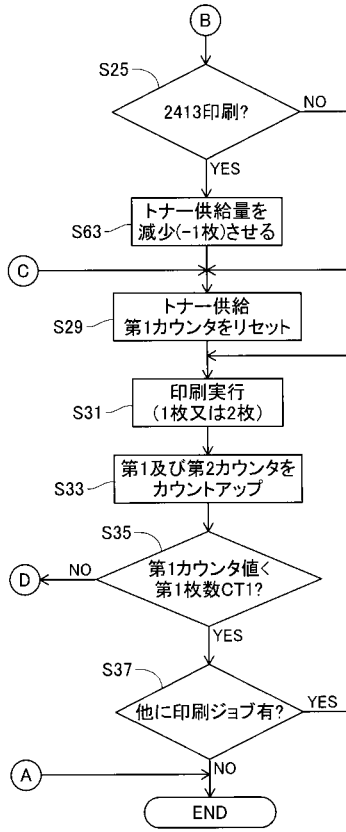 B
S25
2413印刷?
NO
YES
S63
トナー供給量を
減少(-1枚)させる
C
S29
トナー供給
第1カウンタをリセット
S31
印刷実行
(1枚又は2枚)
S33
第1及び第2カウンタを
カウントアップ
S35
NO
D
第1カウンタ値<
第1枚数CT1?
YES
S37
他に印刷ジョブ有?
YES
A
NO
END